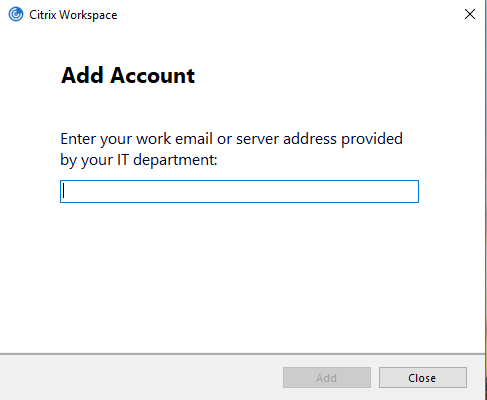 Citrix Workspace
Add Account
Enter your work email or server address provided
by your IT department:
Add
Close